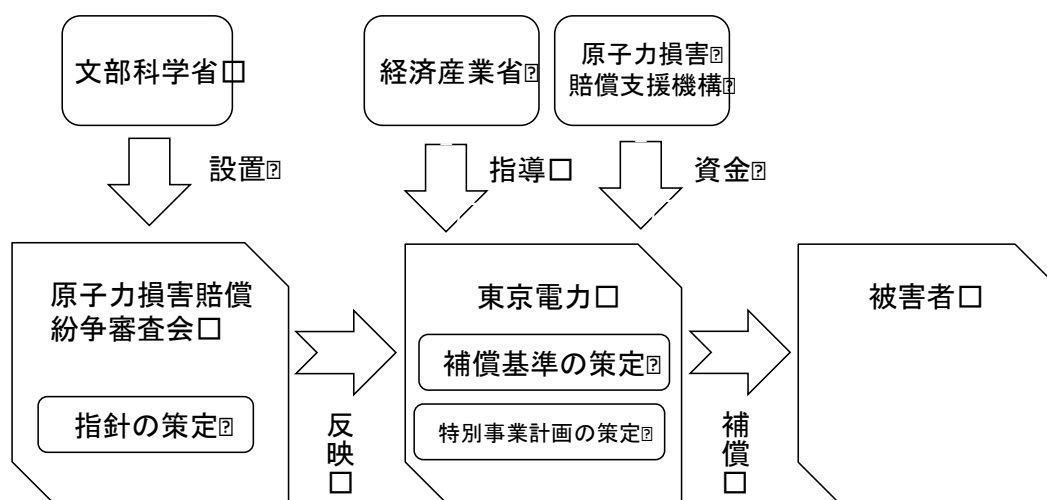 文部科学省
経済産業省
原子力損害
賠償支援機構
設置
指導
資金
原子力損害賠償
紛争審査会
東京電力
被害者
補償基準の策定
指針の策定
特別事業計画の策定
反映
補償